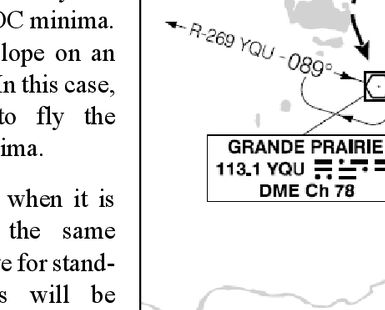 OC minima.
lope on an
In this case,
to fly the
ima.
when it is
the same
e for stand-
s will be
R-269 YQU
089°
GRANDE PRAIRIE
113.1 YQU
DME Ch 78